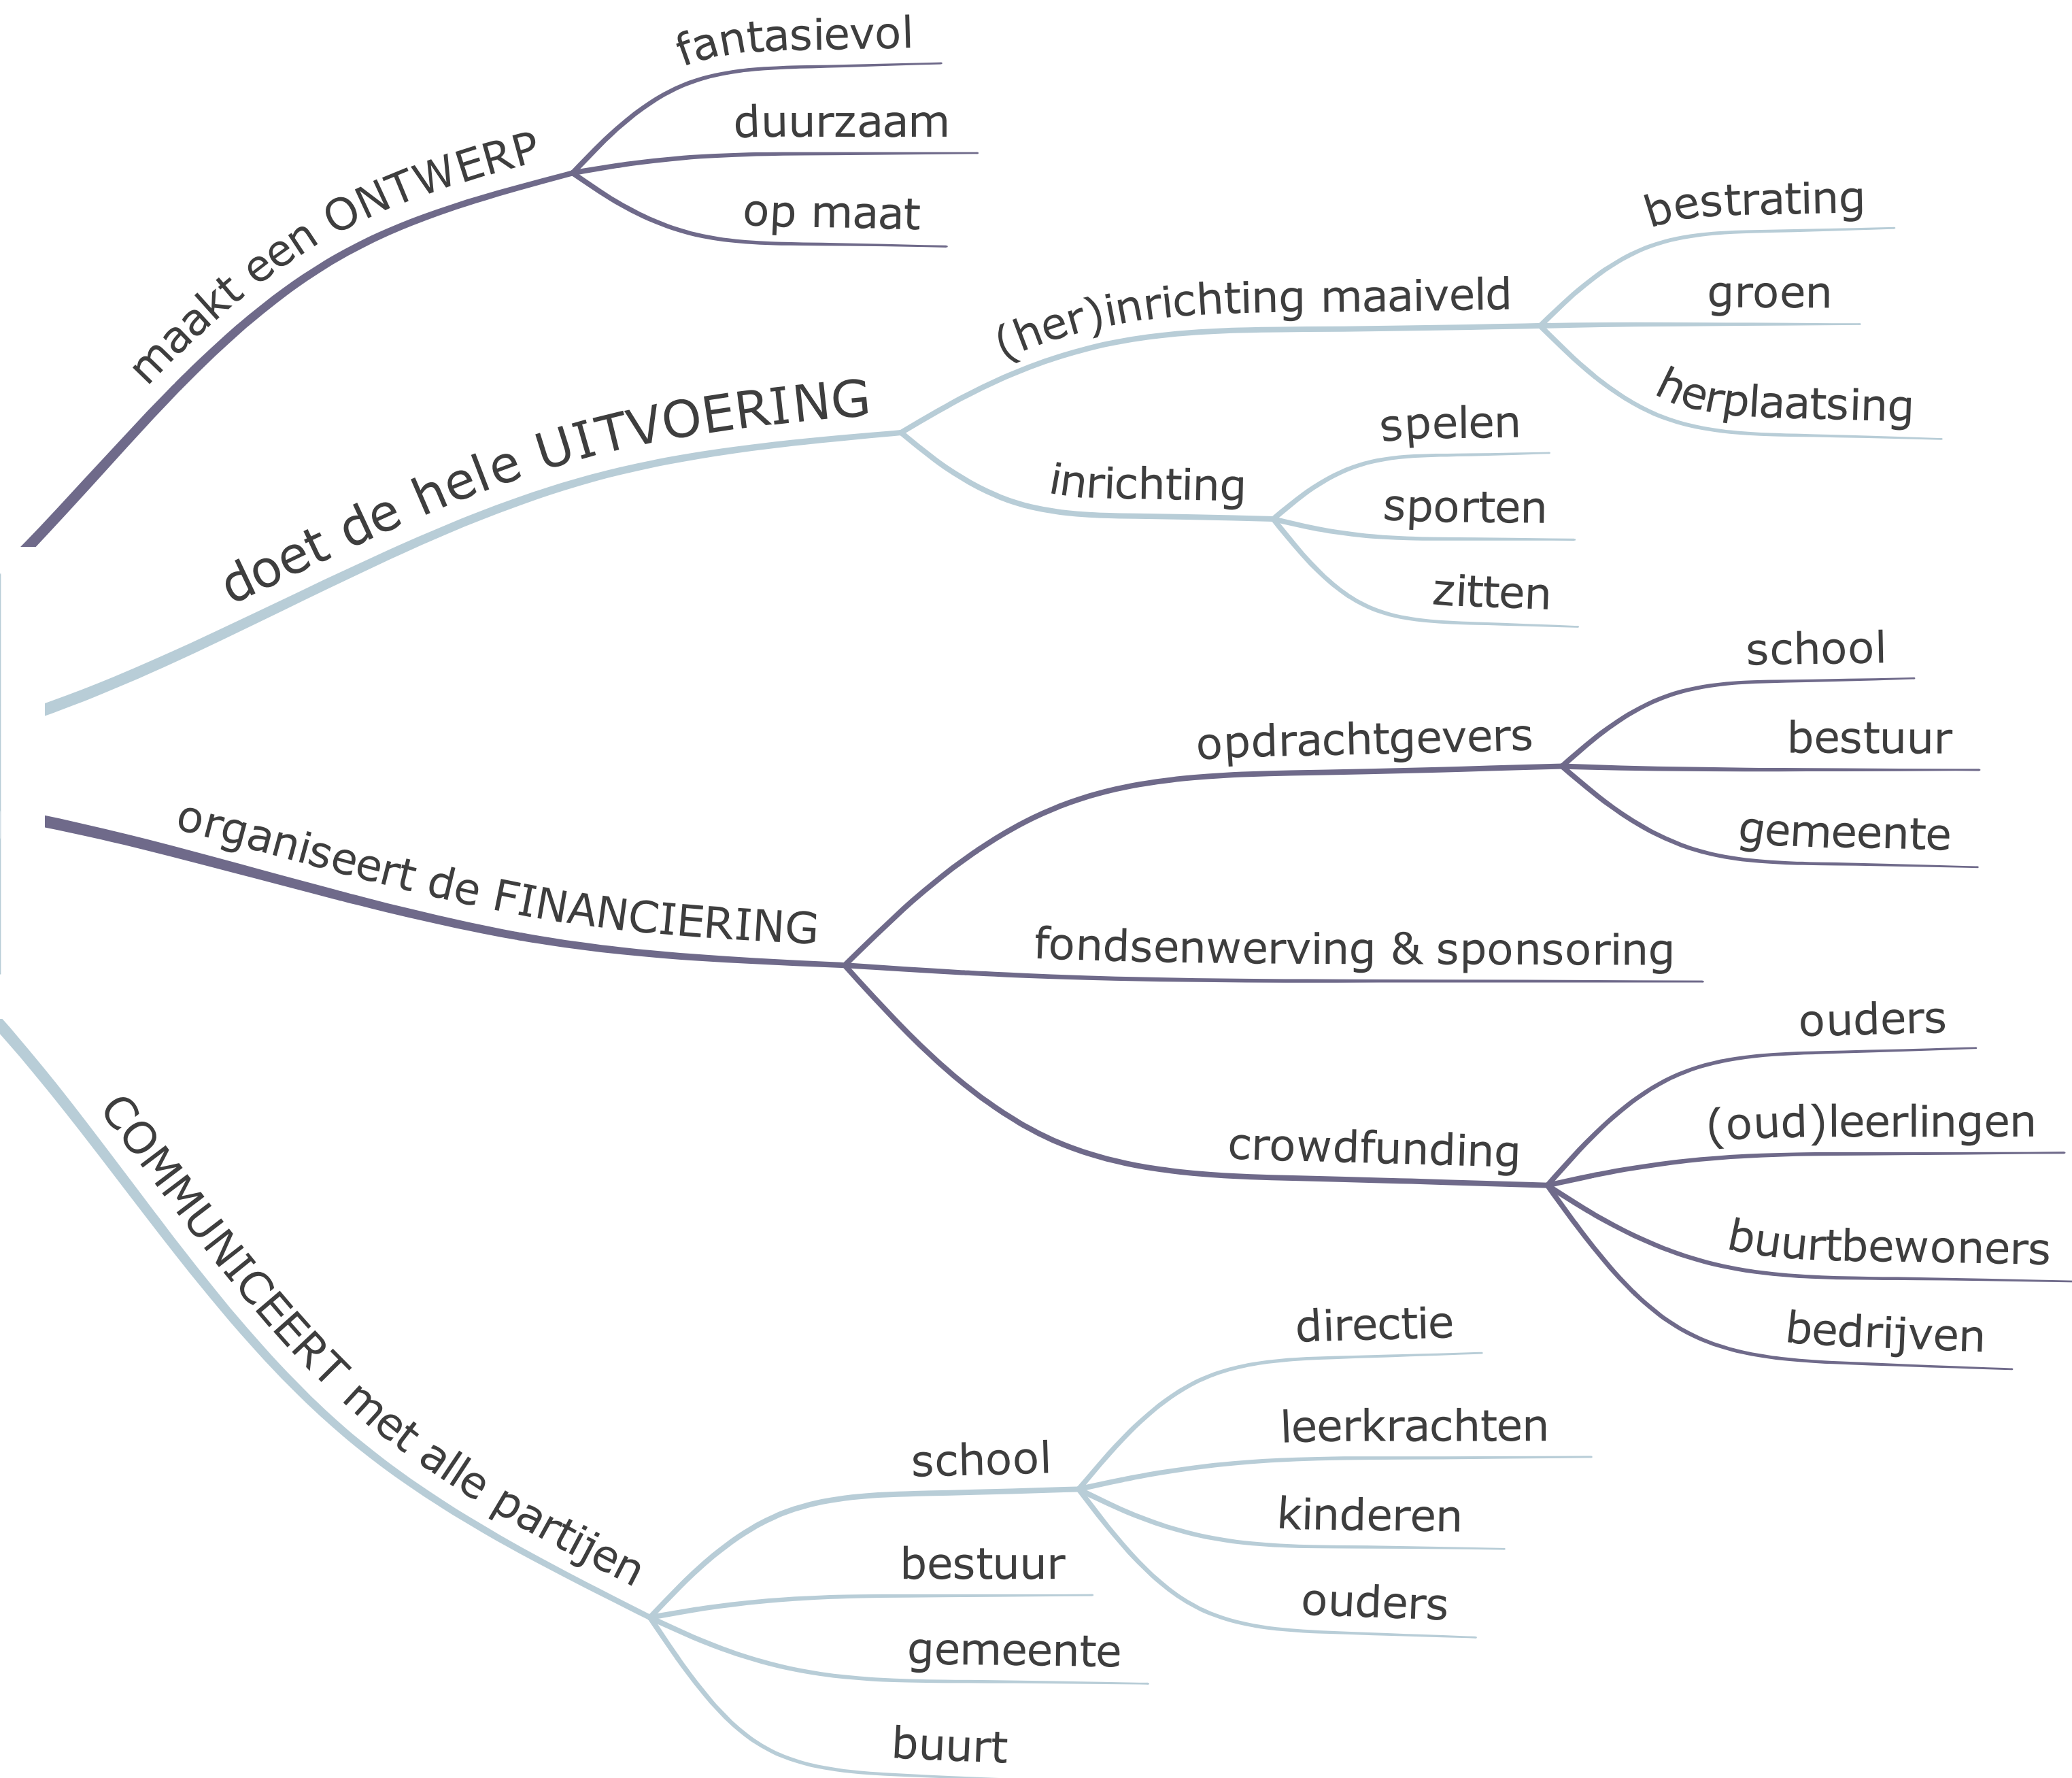 maakt een ONTWERP
fantasievol
duurzaam
op maat
doet de hele UITVOERING
(her)inrichting maaiveld
bestrating
groen
herplaatsing
inrichting
spelen
sporten
zitten
organiseert de FINANCIERING
opdrachtgevers
school
bestuur
gemeente
fondsenwerving & sponsoring
crowdfunding
ouders
(oud)leerlingen
buurtbewoners
bedrijven
COMMUNICEERT met alle partijen
school
directie
leerkrachten
kinderen
ouders
bestuur
gemeente
buurt